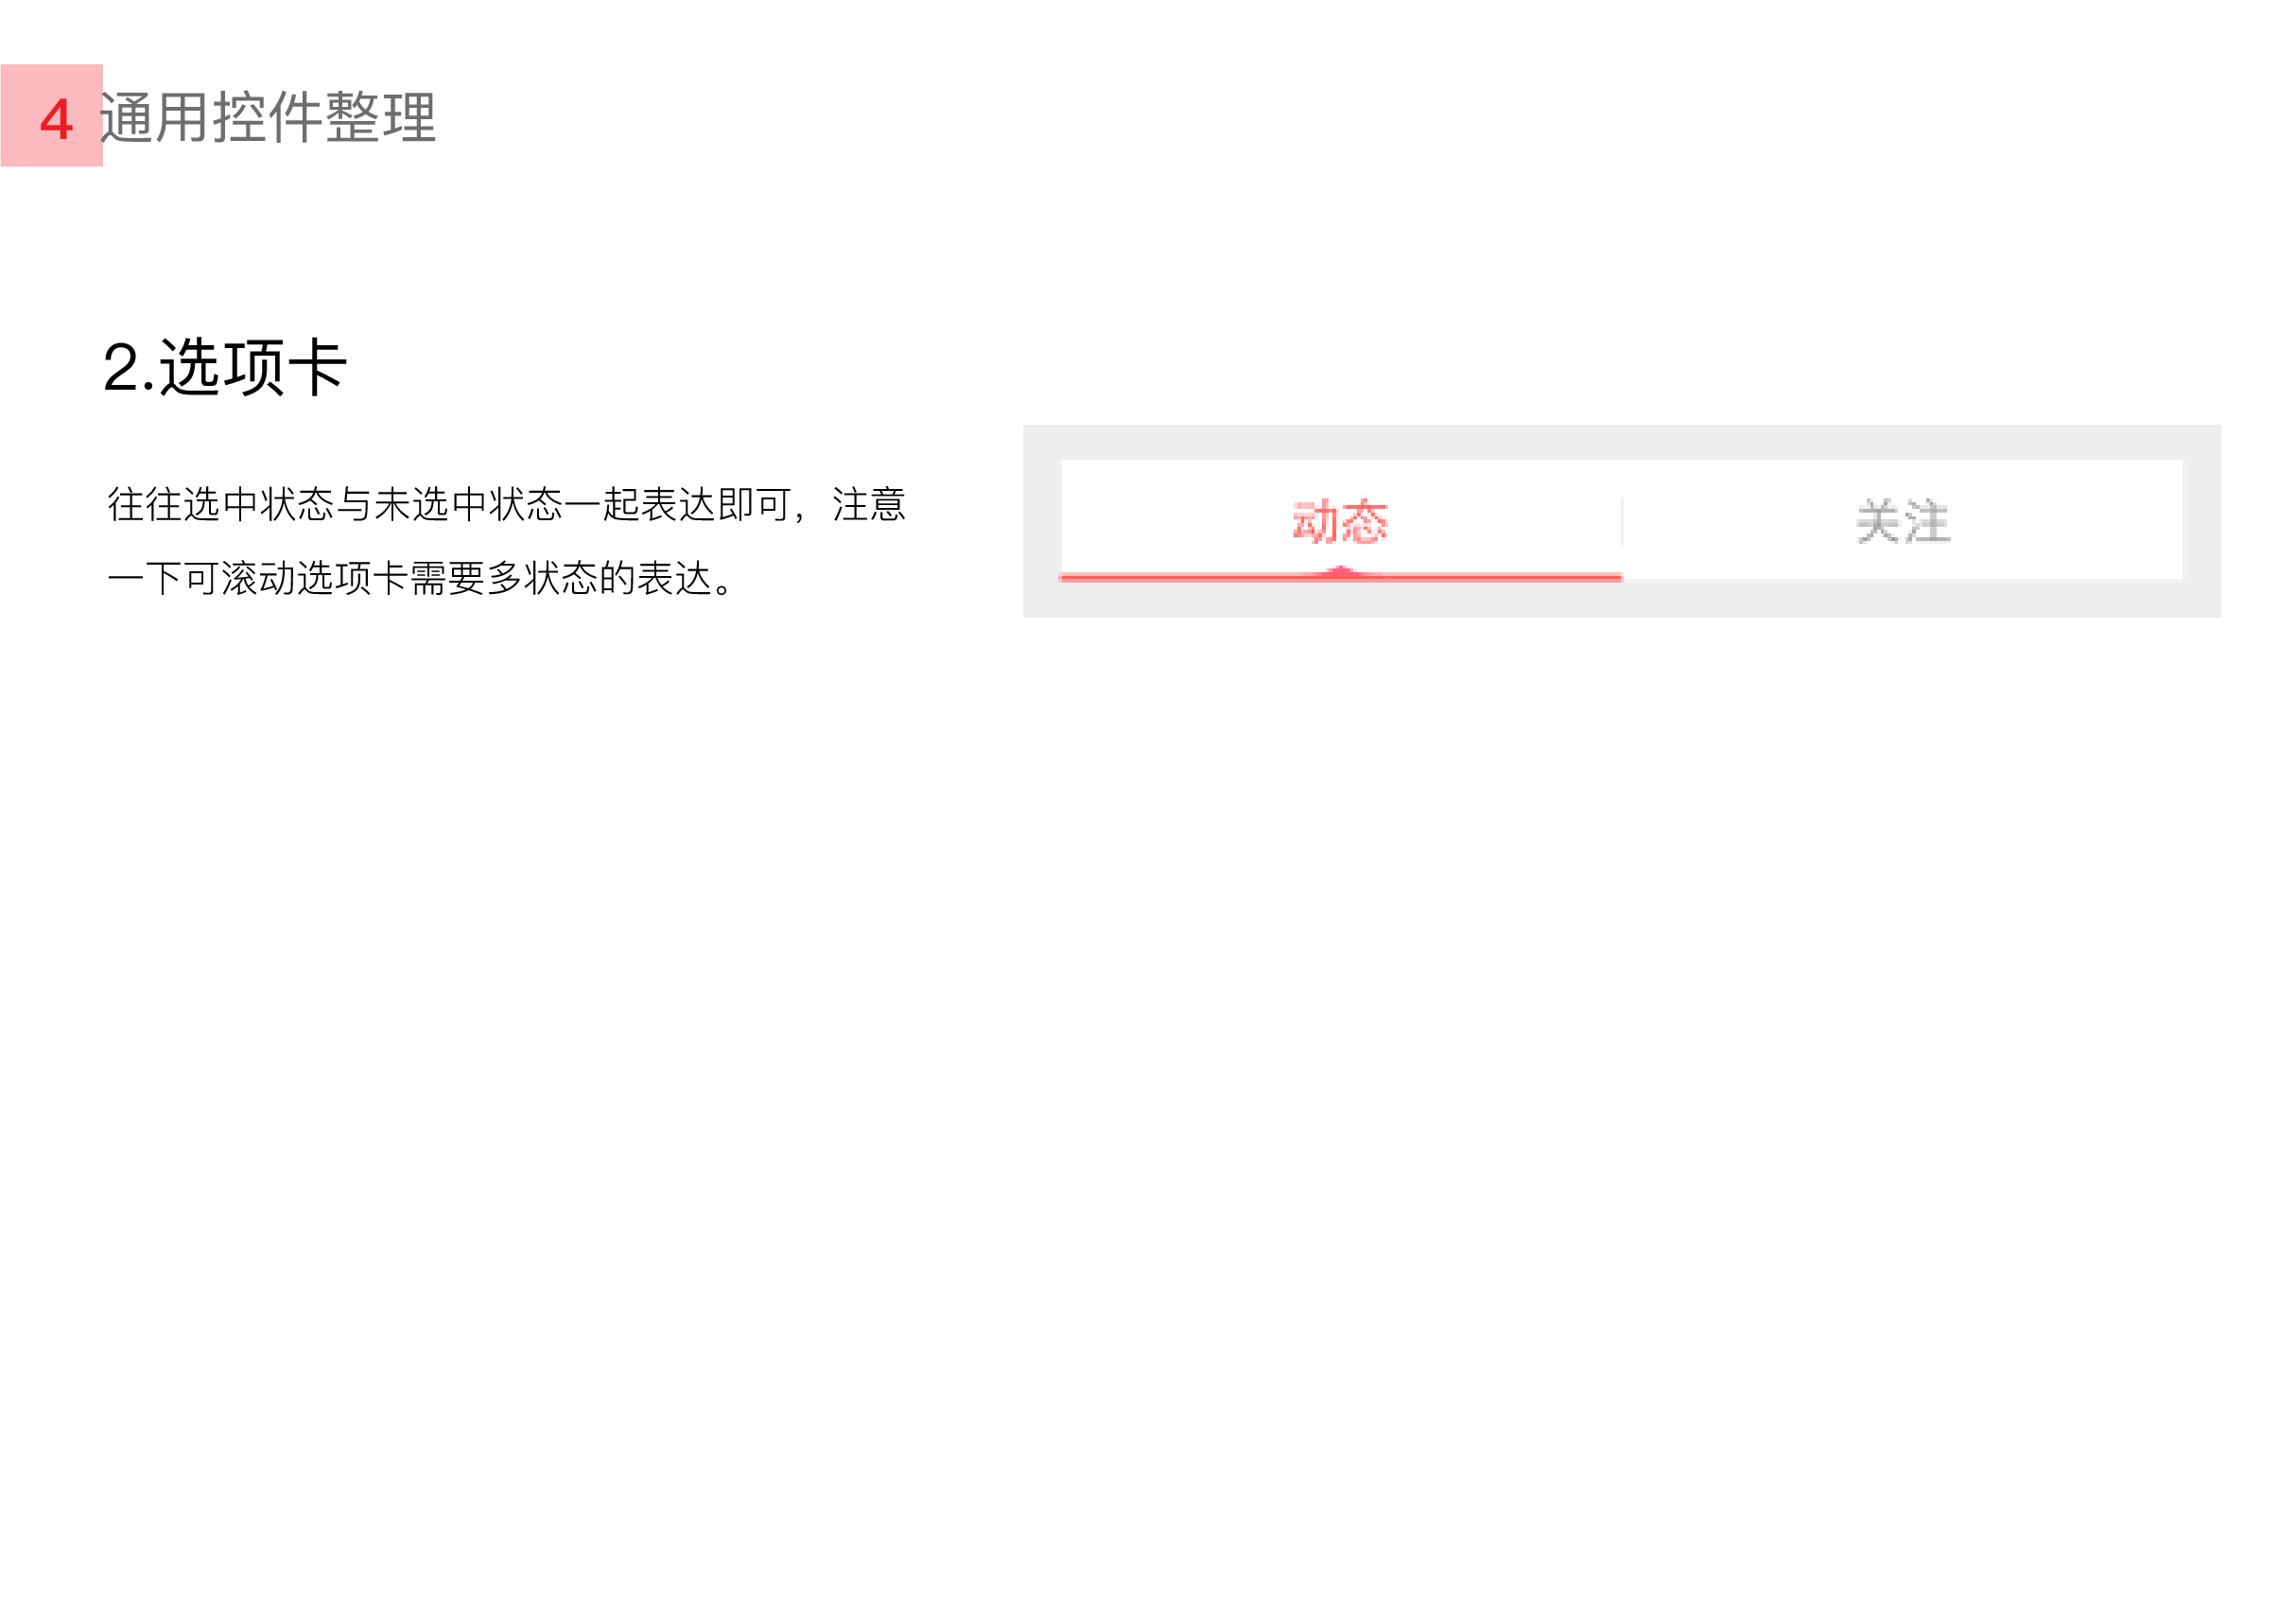 4 通用控件整理
2.选项卡
往往选中状态与未选中状态一起表达即可，注意
一下可滚动选项卡需要多状态的表达。
动态 关注